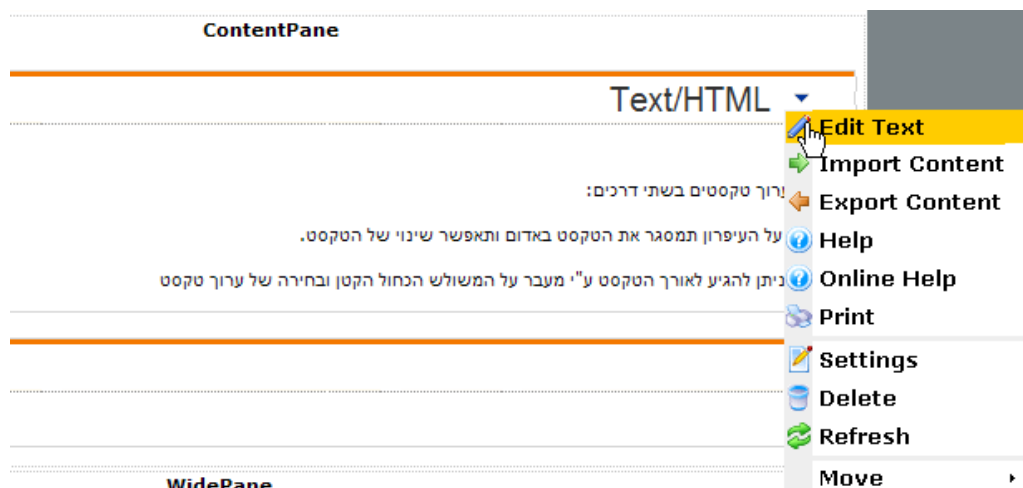 ContentPane
Text/HTML
Edit Text
Import Content
ערוך טקסטים בשתי דרכים:
Export Content
על העיפרון תמסגר את הטקסט באדום ותאפשר שינוי של הטקסט.
Help
ניתן להגיע לאורך הטקסט ע"י מעבר על המשולש הכחול הקטן ובחירה של ערוך טקסט
Online Help
Print
Settings
Delete
Refresh
Move
WidePane